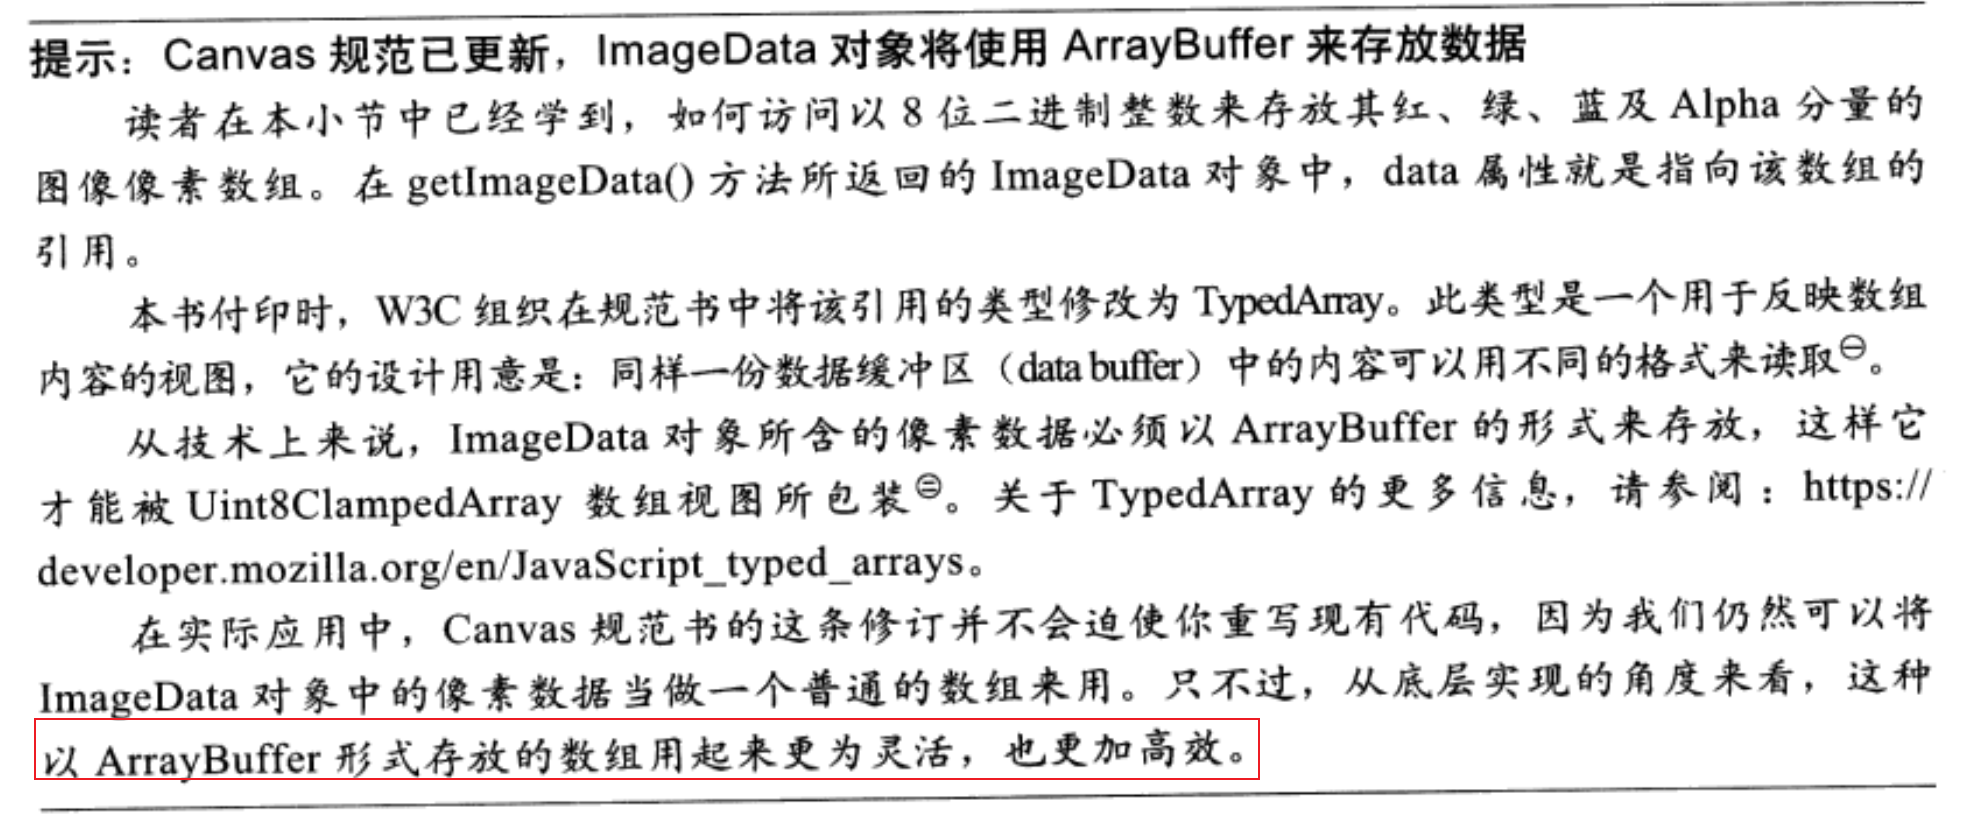 提示：Canvas 规范已更新，ImageData 对象将使用 ArrayBuffer 来存放数据
读者在本小节中已经学到，如何访问以 8 位二进制整数来存放其红、绿、蓝及 Alpha 分量的
图像像素数组。在 getImageData() 方法所返回的 ImageData 对象中，data 属性就是指向该数组的
引用。
本书付印时，W3C 组织在规范书中将该引用的类型修改为 TypedArray。此类型是一个用于反映数组
内容的视图，它的设计用意是：同样一份数据缓冲区（data buffer）中的内容可以用不同的格式来读取㊀。
从技术上来说，ImageData 对象所含的像素数据必须以 ArrayBuffer 的形式来存放，这样它
才能被 Uint8ClampedArray 数组视图所包装㊁。关于 TypedArray 的更多信息，请参阅：https://
developer.mozilla.org/en/JavaScript_typed_arrays。
在实际应用中，Canvas 规范书的这条修订并不会迫使你重写现有代码，因为我们仍然可以将
ImageData 对象中的像素数据当做一个普通的数组来用。只不过，从底层实现的角度来看，这种
以 ArrayBuffer 形式存放的数组用起来更为灵活，也更加高效。